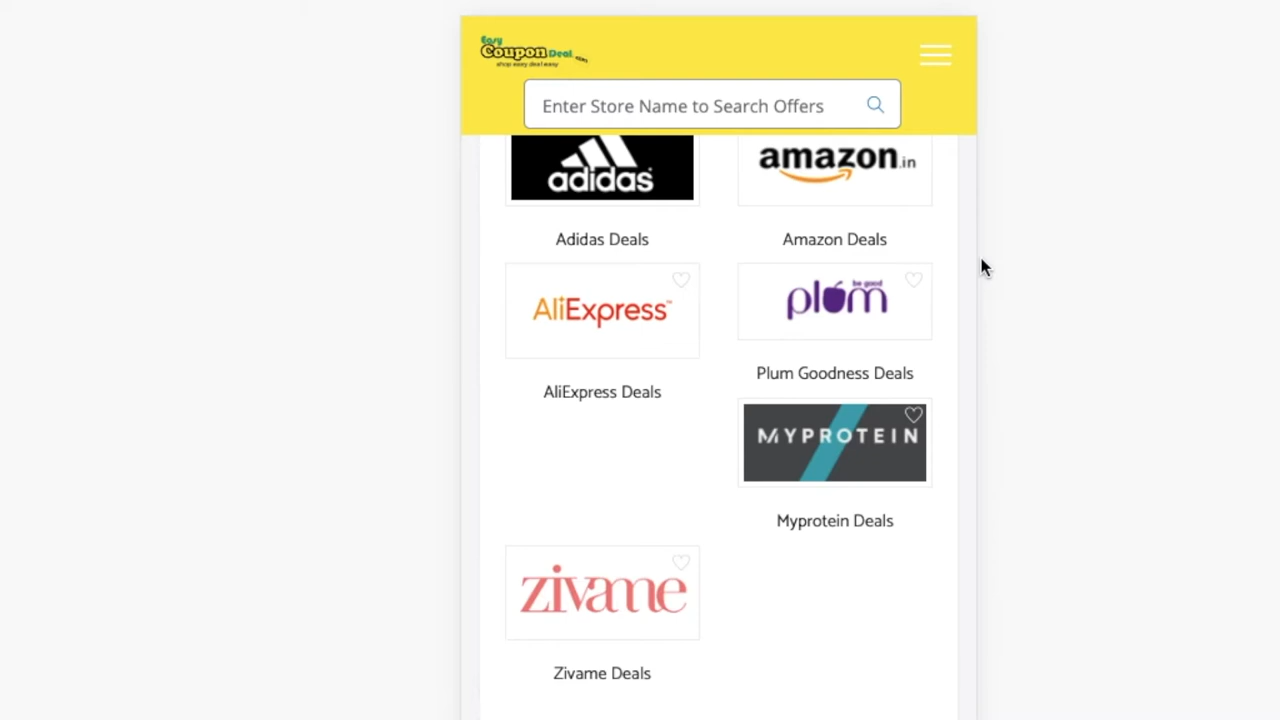 Easy
Coupon Deal
shop easy deal easy
Enter Store Name to Search Offers
adidas
amazon.in
Adidas Deals
Amazon Deals
AliExpress™
be good
plum
AliExpress Deals
Plum Goodness Deals
MYPROTEIN
Myprotein Deals
zivame
Zivame Deals